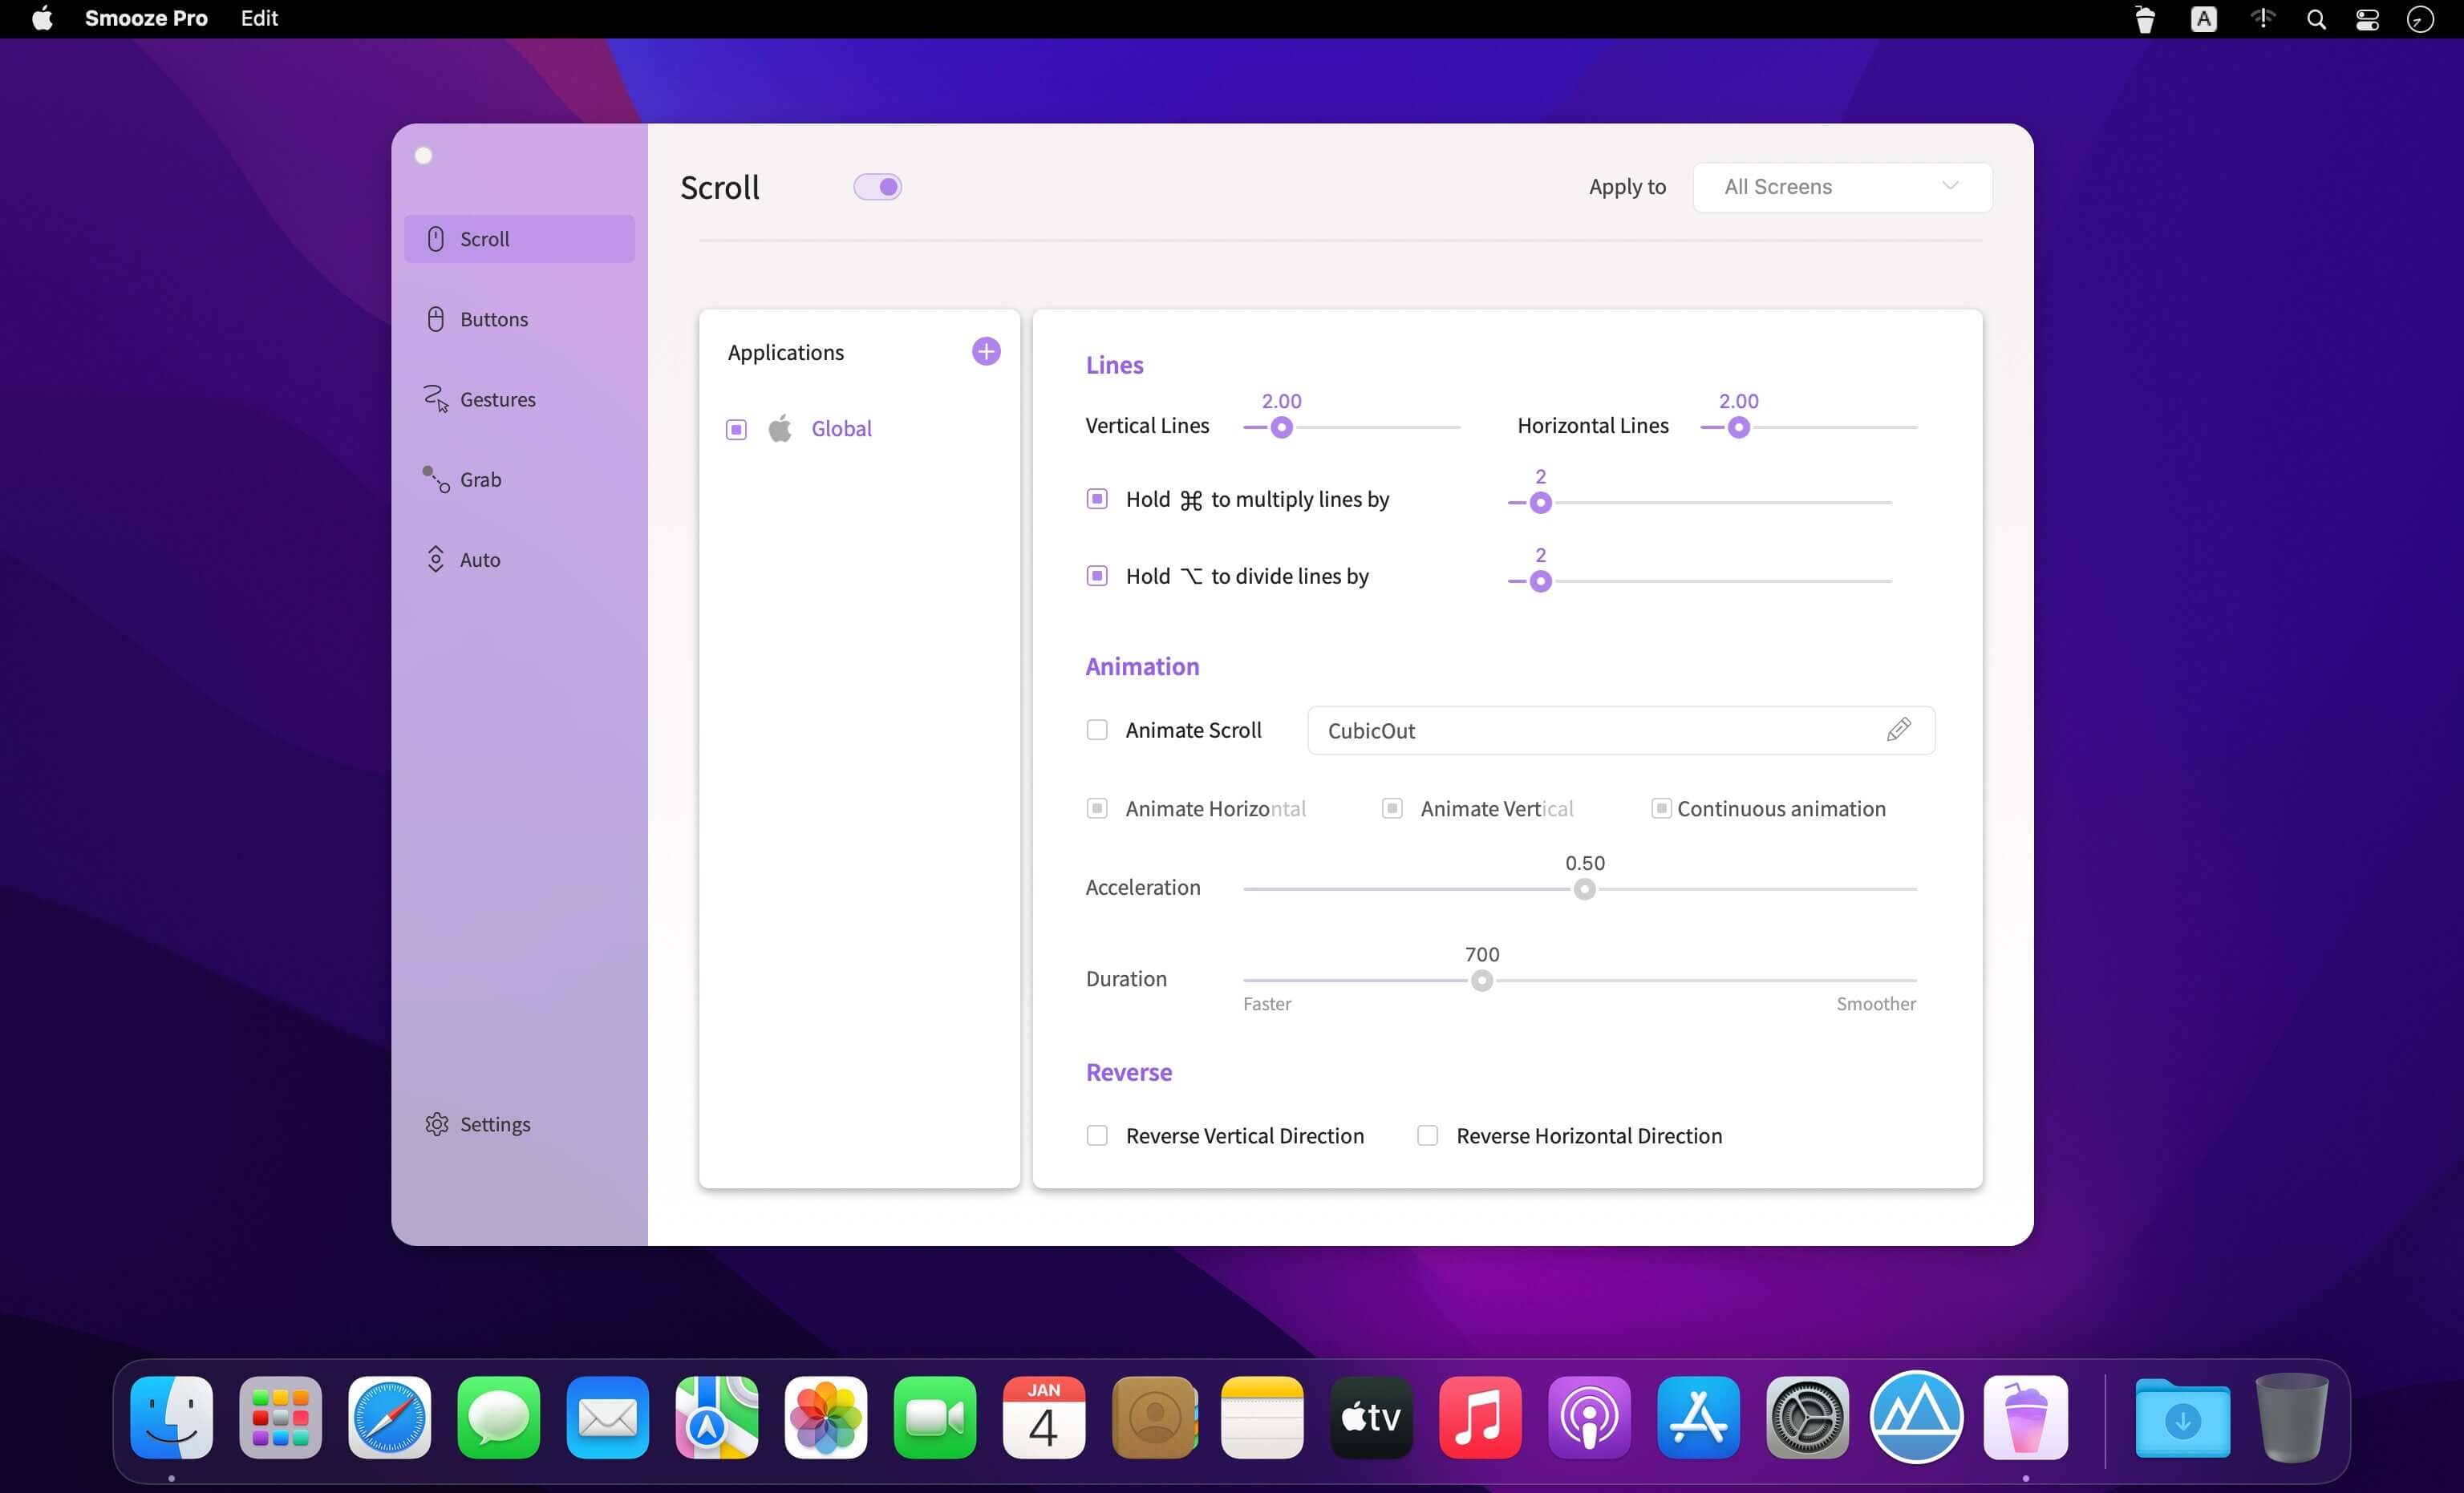 Smooze Pro Edit
A
Scroll
Apply to All Screens
Scroll
Buttons
Gestures
Grab
Auto
Settings
Applications
Global
Lines
2.00 2.00
Vertical Lines Horizontal Lines
2
Hold ⌘ to multiply lines by
2
Hold ⌥ to divide lines by
Animation
Animate Scroll CubicOut
Animate Horizontal Animate Vertical Continuous animation
0.50
Acceleration
700
Duration
Faster Smoother
Reverse
Reverse Vertical Direction Reverse Horizontal Direction
JAN
4
tv